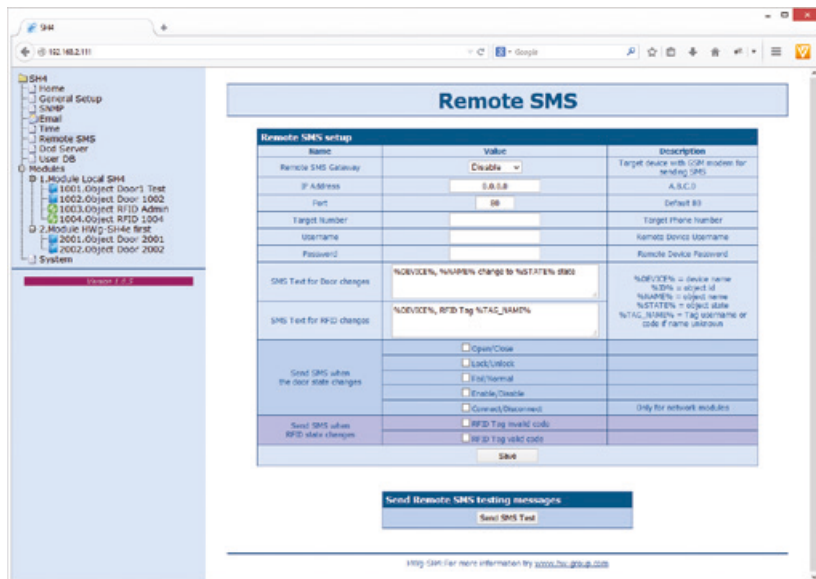 SH4
192.168.2.111
Google
SH4
Home
General Setup
SNMP
Email
Time
Remote SMS
Dcd Server
User DB
Modules
1.Module Local SH4
1001.Object Door1 Test
1002.Object Door 1002
1003.Object RFID Admin
1004.Object RFID 1004
2.Module HWg-SH4e first
2001.Object Door 2001
2002.Object Door 2002
System
Remote SMS
Remote SMS setup
Name Value Description
Remote SMS Gateway Disable Target device with GSM modem for sending SMS
IP Address 0.0.0.0 A.B.C.D
Port 80 Default 80
Target Number Target Phone Number
Username Remote Device Username
Password Remote Device Password
SMS Text for Door changes %DEVICE%, %NAME% change to %STATE% state
%DEVICE% = device name
%ID% = object id
%NAME% = object name
%STATE% = object state
%TAG_NAME% = Tag username or code if name unknown
SMS Text for RFID changes %DEVICE%, RFID Tag %TAG_NAME%
Send SMS when
the door state changes
Open/Close
Lock/Unlock
Enable/Disable
Connect/Disconnect Only for network modules
Send SMS when
RFID state changes
RFID Tag invalid code
RFID Tag valid code
Save
Send Remote SMS testing messages
Send SMS Test
For more information try www.hw-group.com